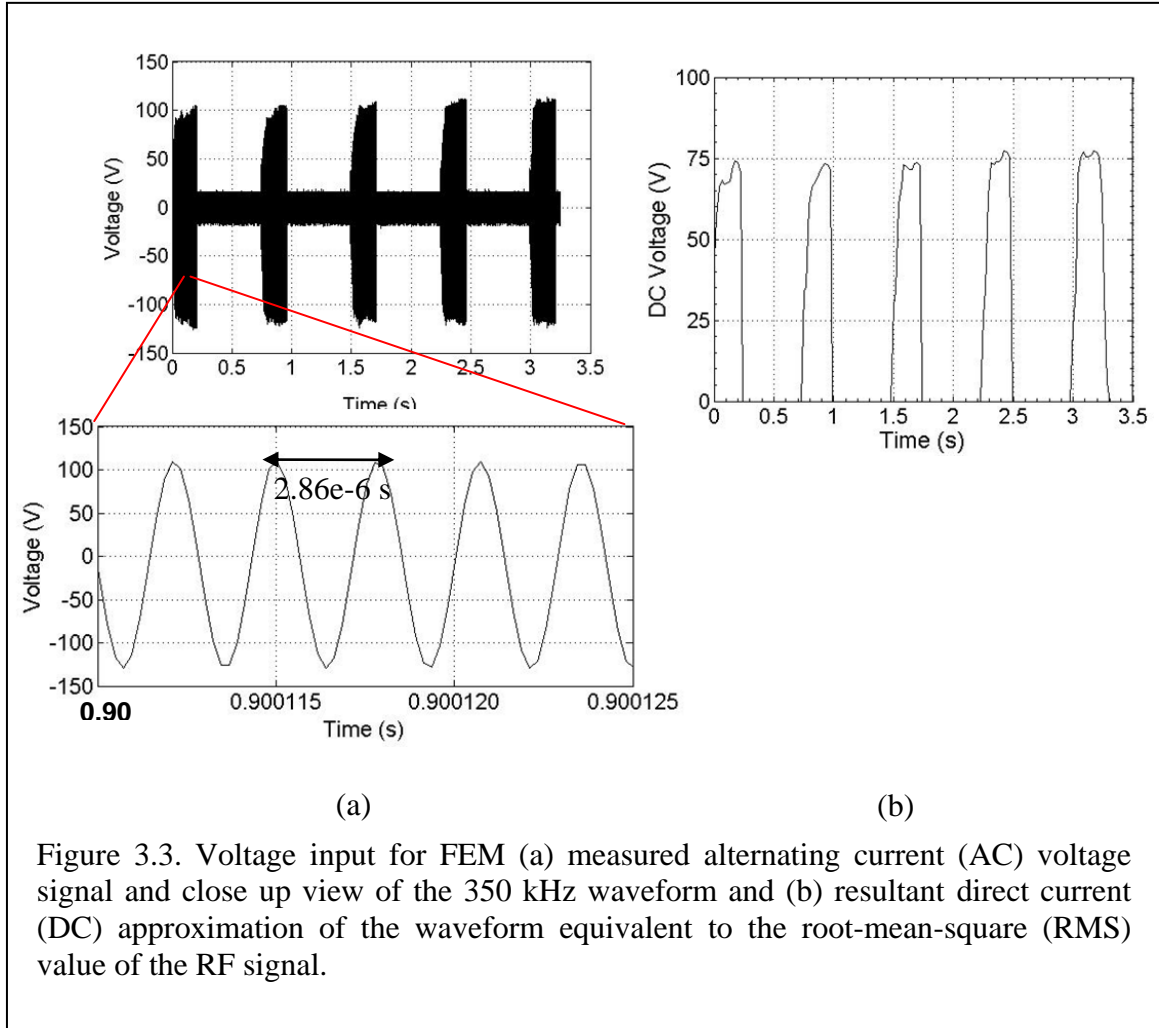 150
100
50
0
-50
-100
-150
Voltage (V)
0 0.5 1 1.5 2 2.5 3 3.5
Time (s)
100
75
50
25
0
DC Voltage (V)
0 0.5 1 1.5 2 2.5 3 3.5
Time (s)
150
100
50
0
-50
-100
-150
Voltage (V)
2.86e-6 s
0.90 0.900115 0.900120 0.900125
Time (s)
(a) (b)
Figure 3.3. Voltage input for FEM (a) measured alternating current (AC) voltage
signal and close up view of the 350 kHz waveform and (b) resultant direct current
(DC) approximation of the waveform equivalent to the root-mean-square (RMS)
value of the RF signal.